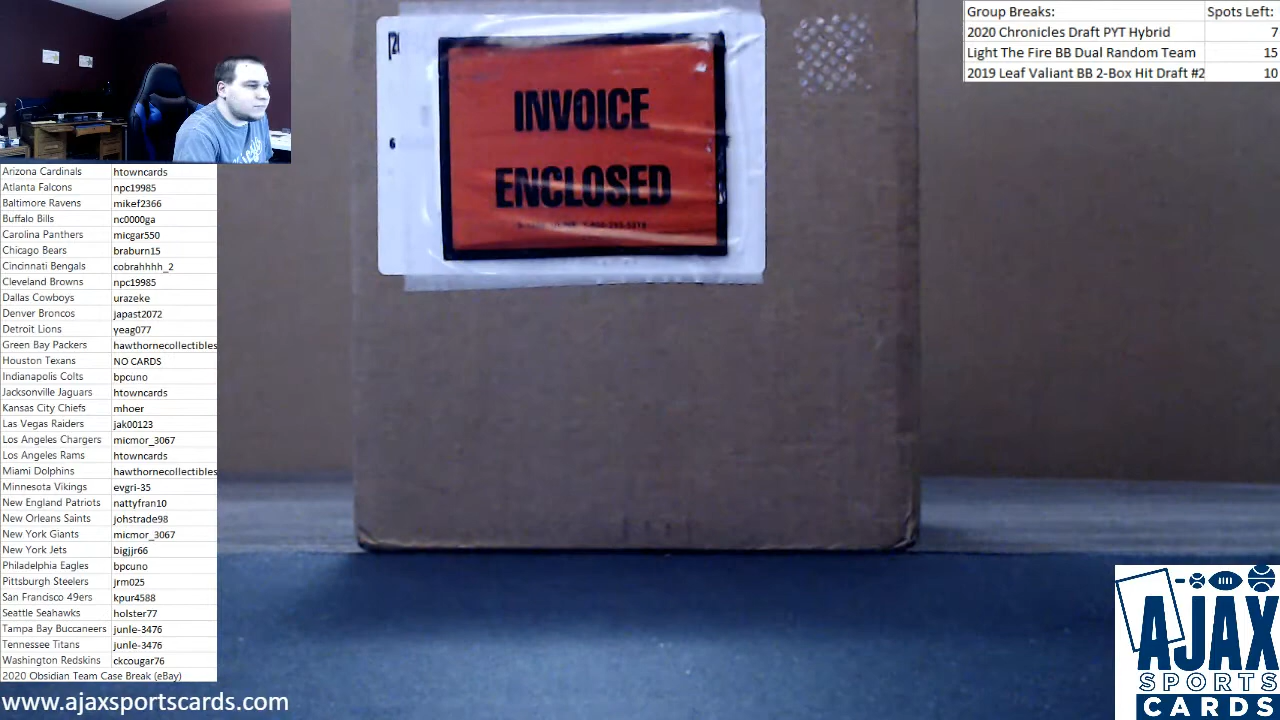 Group Breaks: Spots Left:
2020 Chronicles Draft PYT Hybrid 7
Light The Fire BB Dual Random Team 15
2019 Leaf Valiant BB 2-Box Hit Draft #2 10
INVOICE
ENCLOSED
6
Arizona Cardinals htowncards
Atlanta Falcons npc19985
Baltimore Ravens mikef2366
Buffalo Bills nc0000ga
Carolina Panthers micgar550
Chicago Bears braburn15
Cincinnati Bengals cobrahhhh_2
Cleveland Browns npc19985
Dallas Cowboys urazeke
Denver Broncos japast2072
Detroit Lions yeag077
Green Bay Packers hawthornecollectibles
Houston Texans NO CARDS
Indianapolis Colts bpcuno
Jacksonville Jaguars htowncards
Kansas City Chiefs mhoer
Las Vegas Raiders jak00123
Los Angeles Chargers micmor_3067
Los Angeles Rams htowncards
Miami Dolphins hawthornecollectibles
Minnesota Vikings evgri-35
New England Patriots nattyfran10
New Orleans Saints johstrade98
New York Giants micmor_3067
New York Jets bigjjr66
Philadelphia Eagles bpcuno
Pittsburgh Steelers jrm025
San Francisco 49ers kpur4588
Seattle Seahawks holster77
Tampa Bay Buccaneers junle-3476
Tennessee Titans junle-3476
Washington Redskins ckcougar76
2020 Obsidian Team Case Break (eBay)
www.ajaxsportscards.com
AJAX
SPORTS
CARDS